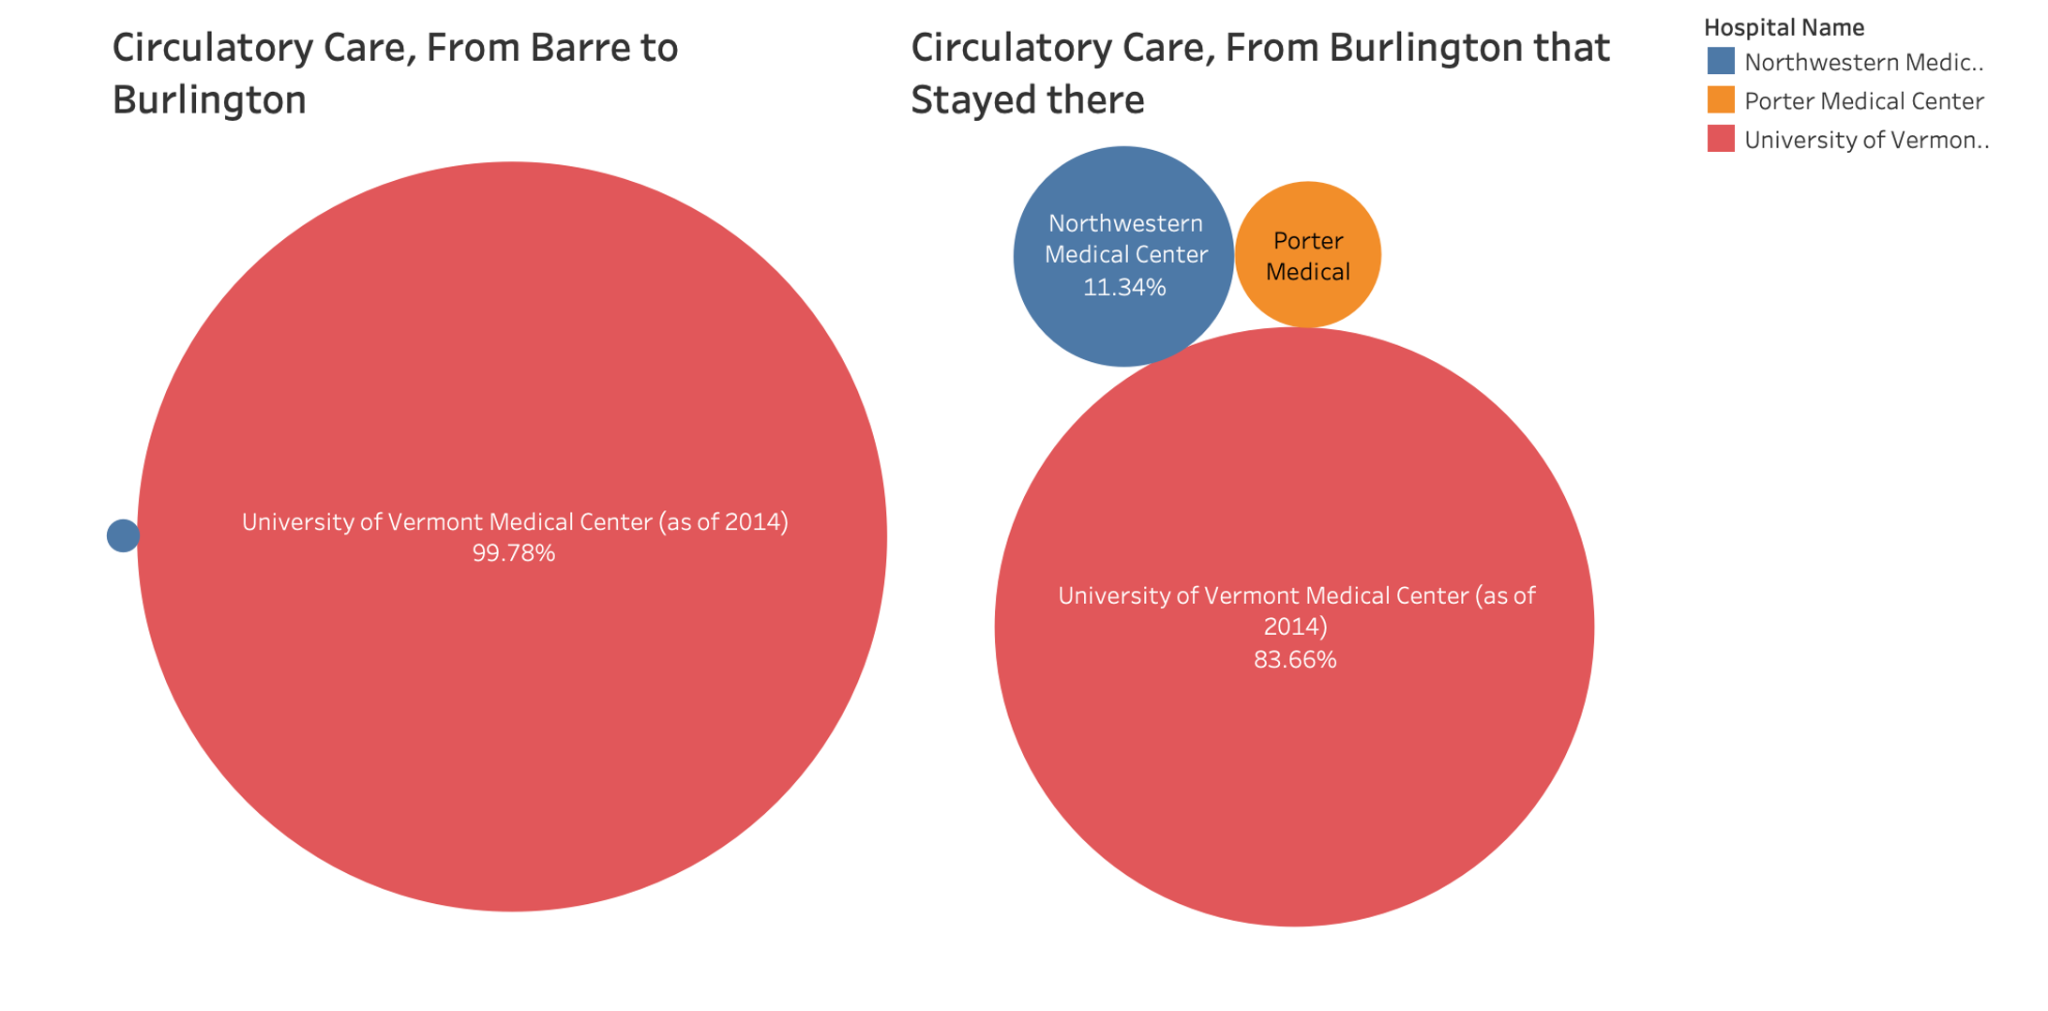 Circulatory Care, From Barre to
Burlington
University of Vermont Medical Center (as of 2014)
99.78%
Circulatory Care, From Burlington that
Stayed there
Northwestern
Medical Center
11.34%
Porter
Medical
University of Vermont Medical Center (as of
2014)
83.66%
Hospital Name
Northwestern Medic..
Porter Medical Center
University of Vermon..